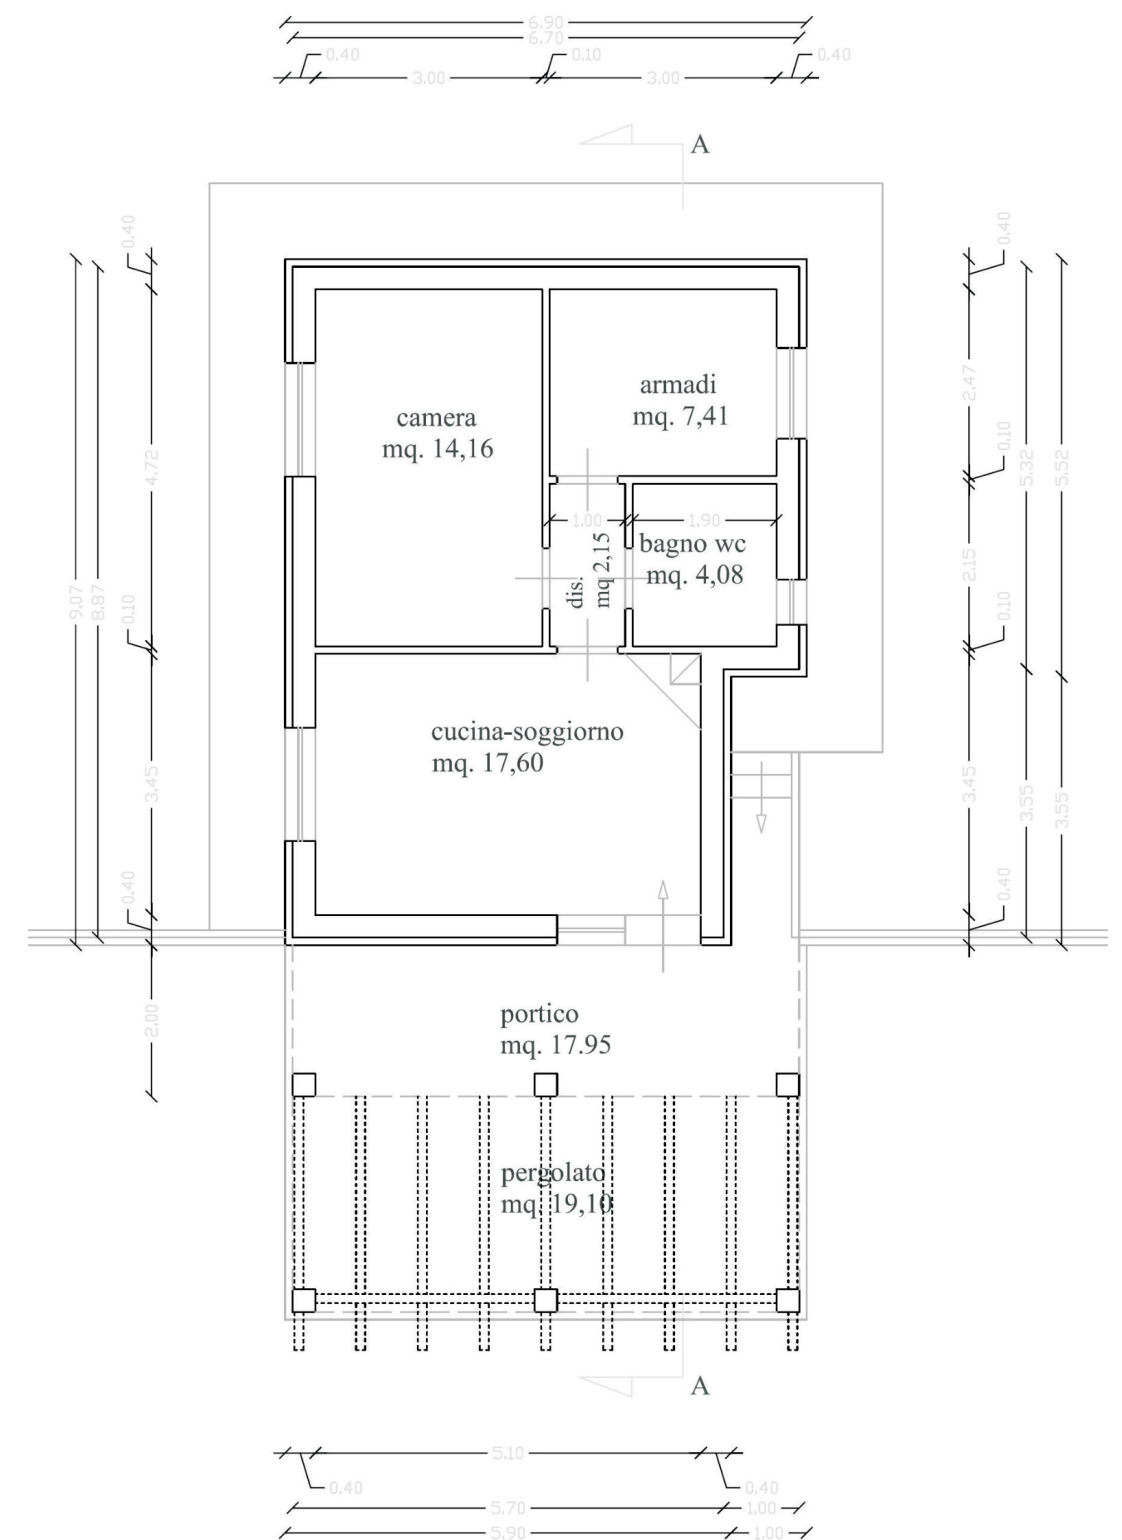 6.90
6.70
0.40
0.10
0.40
3.00
3.00
A
0.40
0.40
armadi
mq. 7,41
camera
mq. 14,16
2.47
0.10
4.72
5.32
5.52
1.00
1.90
bagno wc
mq. 4,08
dis.
mq 2,15
2.15
9.07
8.87
0.10
0.10
cucina-soggiorno
mq. 17,60
3.45
3.45
3.55
3.55
0.40
0.40
2.00
portico
mq. 17.95
pergolato
mq. 19,10
A
5.10
0.40
0.40
5.70
1.00
5.90
1.00